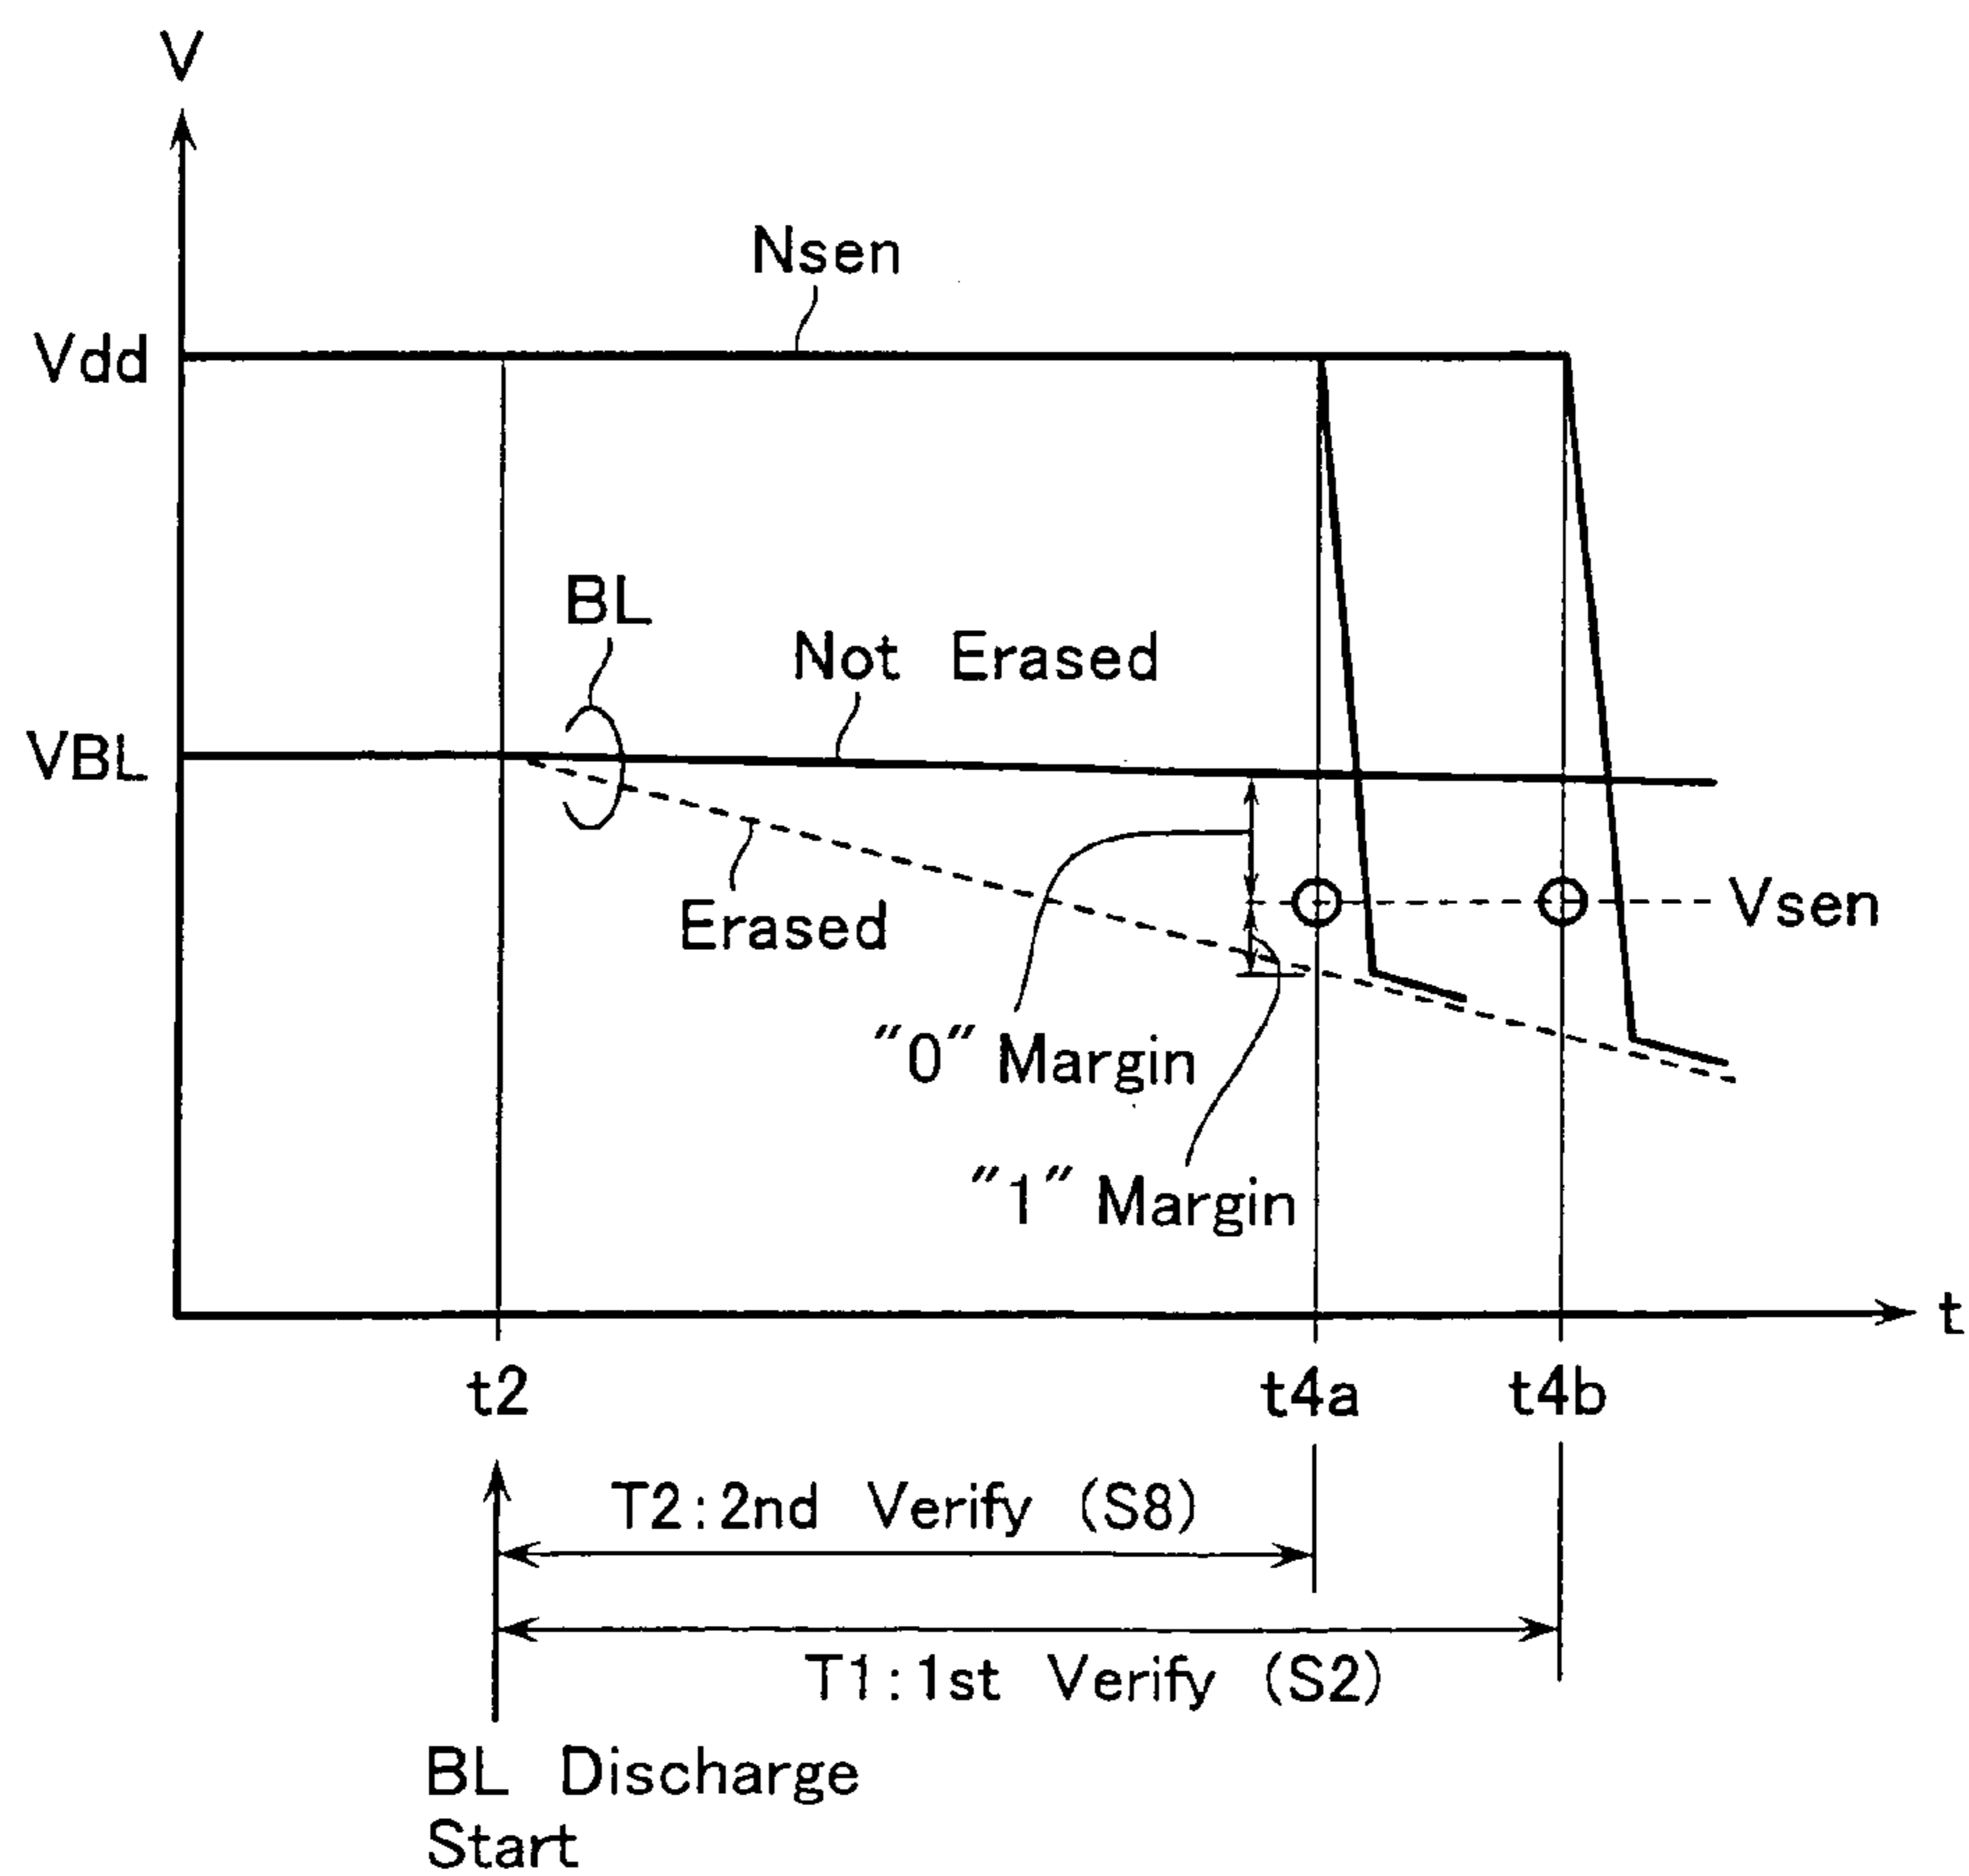 V
Nsen
Vdd
BL
Not Erased
VBL
Erased
Vsen
"0" Margin
"1" Margin
t
t2
t4a
t4b
T2:2nd Verify (S8)
T1:1st Verify (S2)
BL Discharge
Start